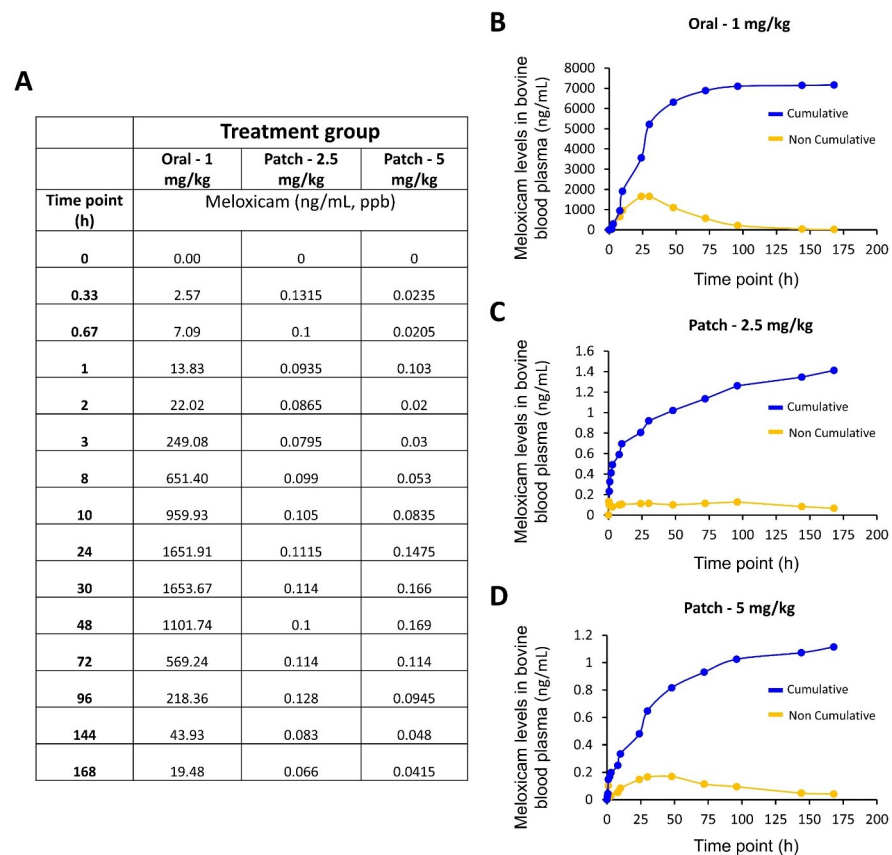 A
Treatment group
Oral - 1 mg/kg Patch - 2.5 mg/kg Patch - 5 mg/kg
Time point (h) Meloxicam (ng/mL, ppb)
0 0.00 0 0
0.33 2.57 0.1315 0.0235
0.67 7.09 0.1 0.0205
1 13.83 0.0935 0.103
2 22.02 0.0865 0.02
3 249.08 0.0795 0.03
8 651.40 0.099 0.053
10 959.93 0.105 0.0835
24 1651.91 0.1115 0.1475
30 1653.67 0.114 0.166
48 1101.74 0.1 0.169
72 569.24 0.114 0.114
96 218.36 0.128 0.0945
144 43.93 0.083 0.048
168 19.48 0.066 0.0415
B
Oral - 1 mg/kg
Meloxicam levels in bovine
blood plasma (ng/mL)
8000
7000
6000
5000
4000
3000
2000
1000
0
Cumulative
Non Cumulative
0 25 50 75 100 125 150 175 200
Time point (h)
C
Patch - 2.5 mg/kg
Meloxicam levels in bovine
blood plasma (ng/mL)
1.6
1.4
1.2
1
0.8
0.6
0.4
0.2
0
Cumulative
Non Cumulative
0 25 50 75 100 125 150 175 200
Time point (h)
D
Patch - 5 mg/kg
Meloxicam levels in bovine
blood plasma (ng/mL)
1.2
1
0.8
0.6
0.4
0.2
0
Cumulative
Non Cumulative
0 25 50 75 100 125 150 175 200
Time point (h)